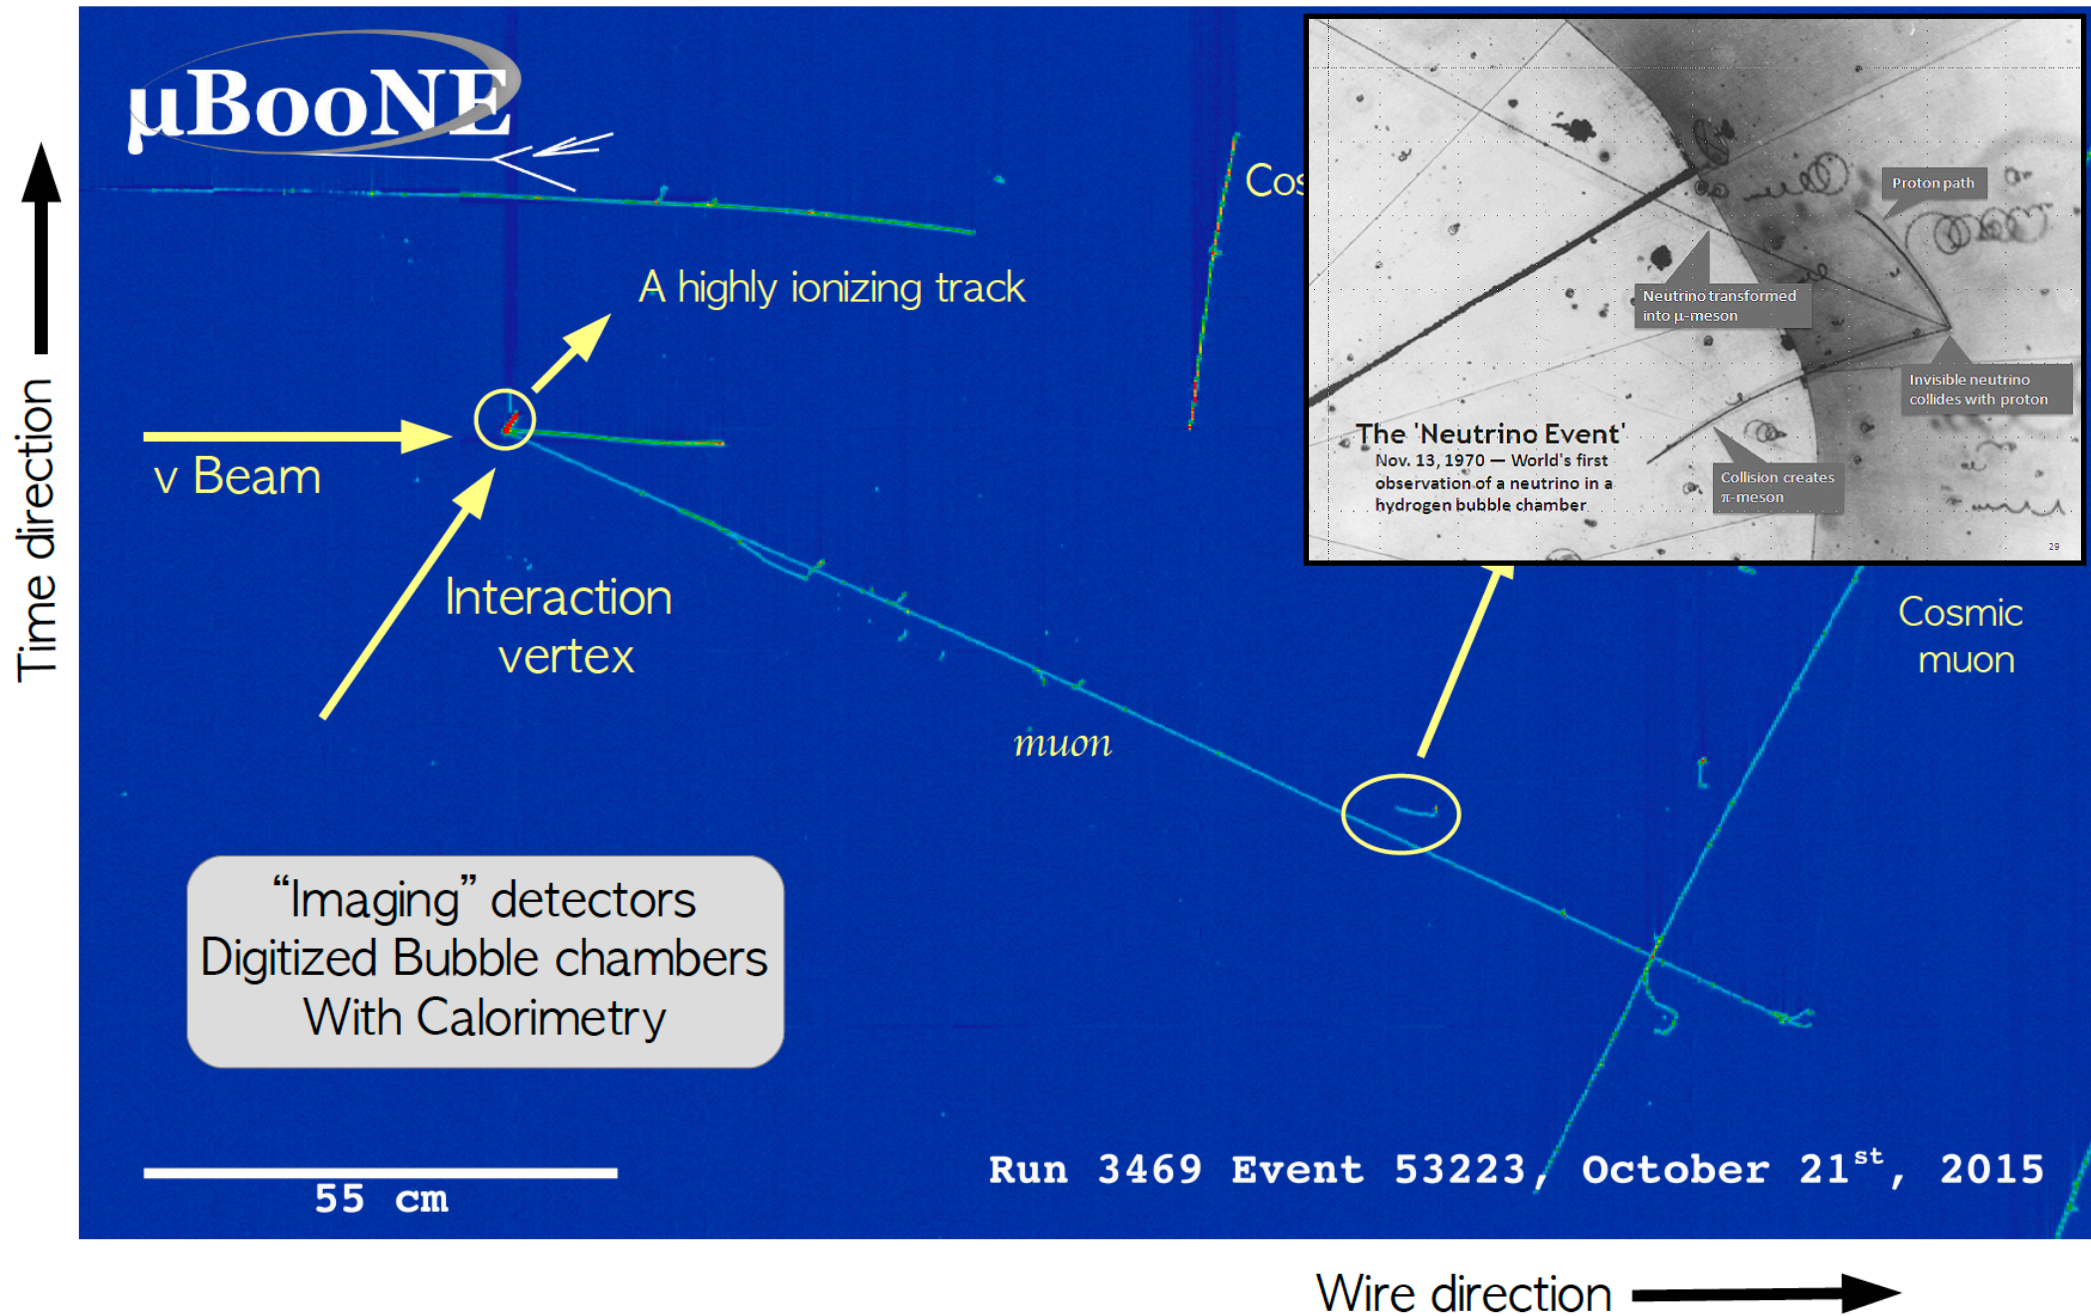 µBooNE
Time direction
A highly ionizing track
ν Beam
Interaction
vertex
muon
Cosmic
muon
Proton path
Neutrino transformed
into µ-meson
Invisible neutrino
collides with proton
The 'Neutrino Event'
Nov. 13, 1970 — World's first
observation of a neutrino in a
hydrogen bubble chamber
Collision creates
π-meson
29
“Imaging” detectors
Digitized Bubble chambers
With Calorimetry
55 cm
Run 3469 Event 53223, October 21st, 2015
Wire direction